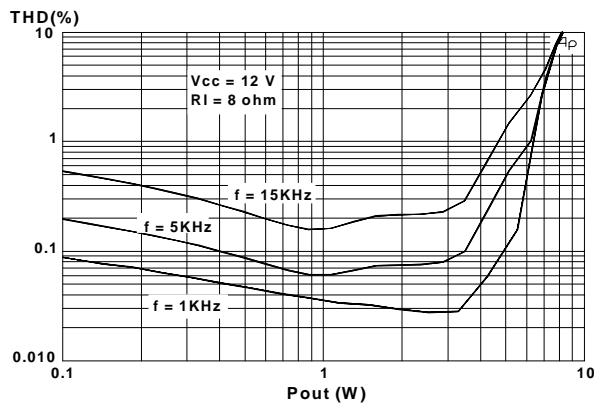 THD(%)
10
Vcc = 12 V
Rl = 8 ohm
1
f = 15KHz
f = 5KHz
0.1
f = 1KHz
0.010
0.1
1
10
Pout (W)